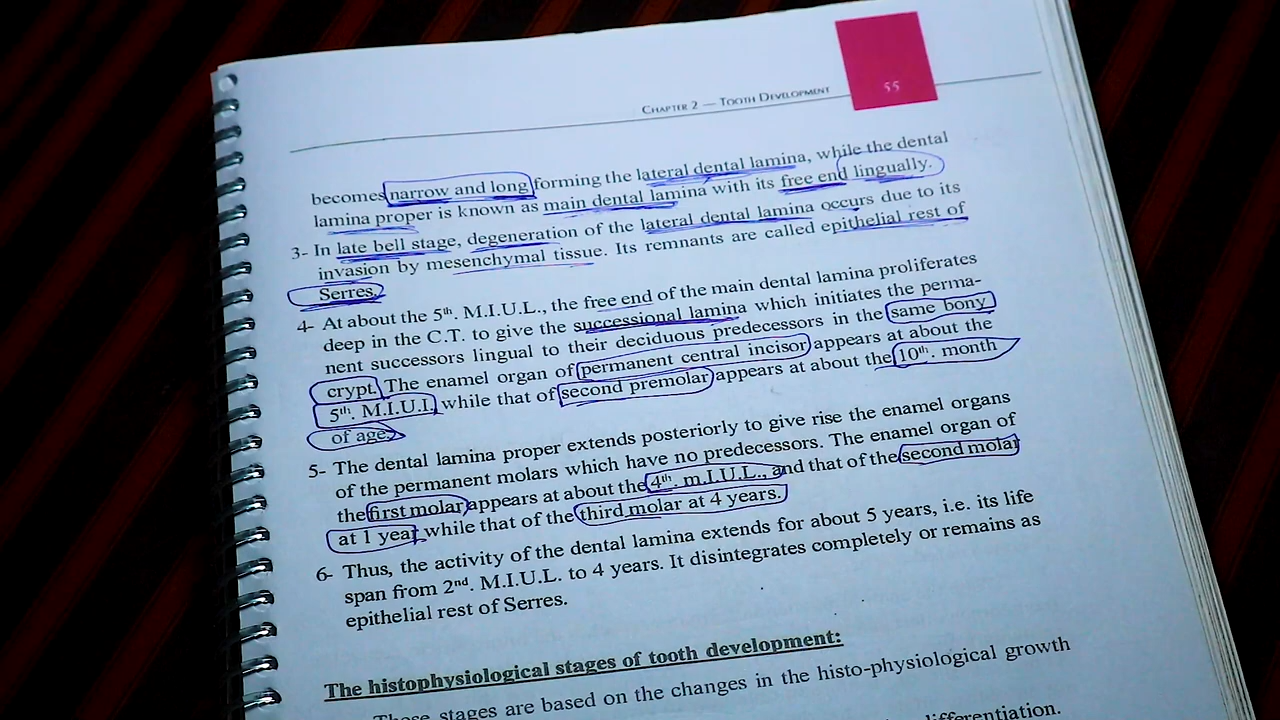 55
CHAPTER 2 — TOOTH DEVELOPMENT
becomes narrow and long forming the lateral dental lamina, while the dental
lamina proper is known as main dental lamina with its free end lingually.
3- In late bell stage, degeneration of the lateral dental lamina occurs due to its
invasion by mesenchymal tissue. Its remnants are called epithelial rest of
Serres.
4- At about the 5th. M.I.U.L., the free end of the main dental lamina proliferates
deep in the C.T. to give the successional lamina which initiates the perma-
nent successors lingual to their deciduous predecessors in the same bony
crypt. The enamel organ of permanent central incisor appears at about the
5th. M.I.U.L while that of second premolar appears at about the 10th. month
of age.
5- The dental lamina proper extends posteriorly to give rise the enamel organs
of the permanent molars which have no predecessors. The enamel organ of
the first molar appears at about the 4th. m.I.U.L., and that of the second molar
at 1 year while that of the third molar at 4 years.
6- Thus, the activity of the dental lamina extends for about 5 years, i.e. its life
span from 2nd. M.I.U.L. to 4 years. It disintegrates completely or remains as
epithelial rest of Serres.
The histophysiological stages of tooth development:
These stages are based on the changes in the histo-physiological growth
differentiation.